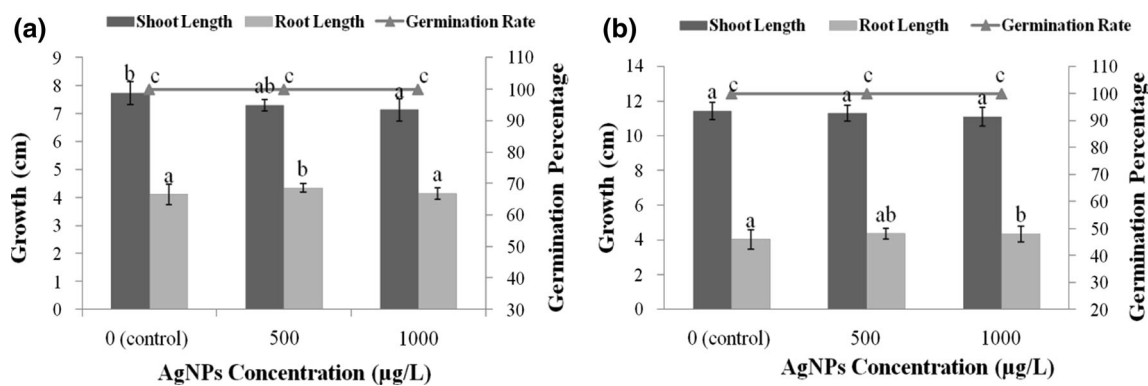 (a)
Shoot Length Root Length Germination Rate
9
8
7
6
5
4
3
2
1
0
Growth (cm)
b c ab c a c
a b a
110
100
90
80
70
60
50
40
30
Germination Percentage
0 (control) 500 1000
AgNPs Concentration (µg/L)
(b)
Shoot Length Root Length Germination Rate
14
12
10
8
6
4
2
0
Growth (cm)
a c a c a c
a ab b
110
100
90
80
70
60
50
40
30
20
Germination Percentage
0 (control) 500 1000
AgNPs Concentration (µg/L)